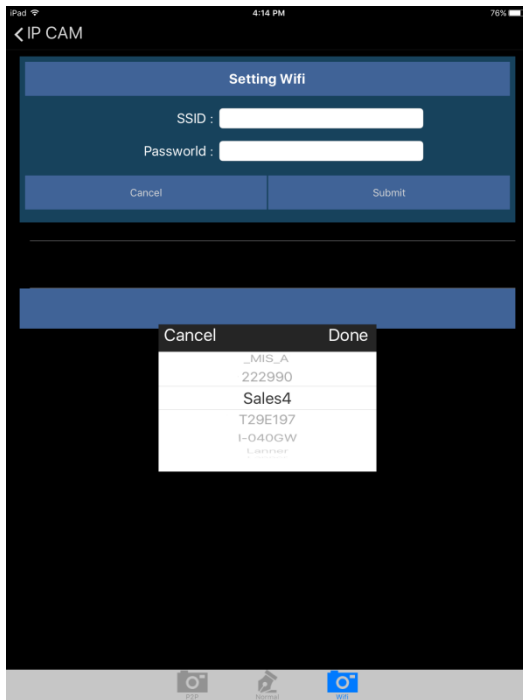 iPad 4:14 PM 76%
IP CAM
Setting Wifi
SSID :
Passworld :
Cancel Submit
Cancel Done
_MIS_A
222990
Sales4
T29E197
I-040GW
P2P Normal Wifi